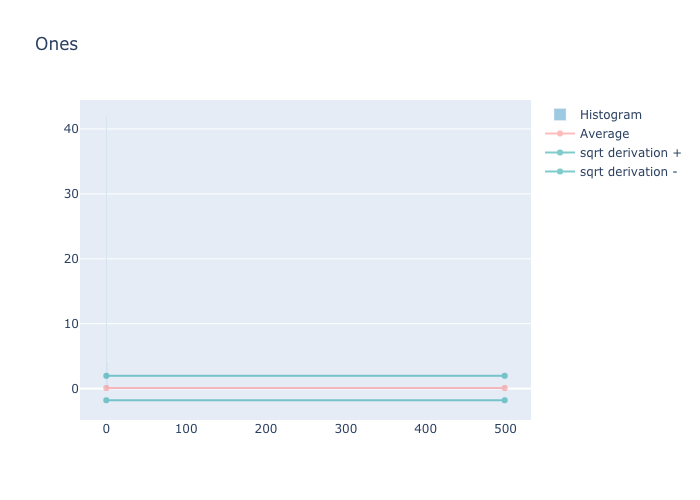 Ones
Histogram
Average
sqrt derivation +
sqrt derivation -
40
30
20
10
0
0 100 200 300 400 500